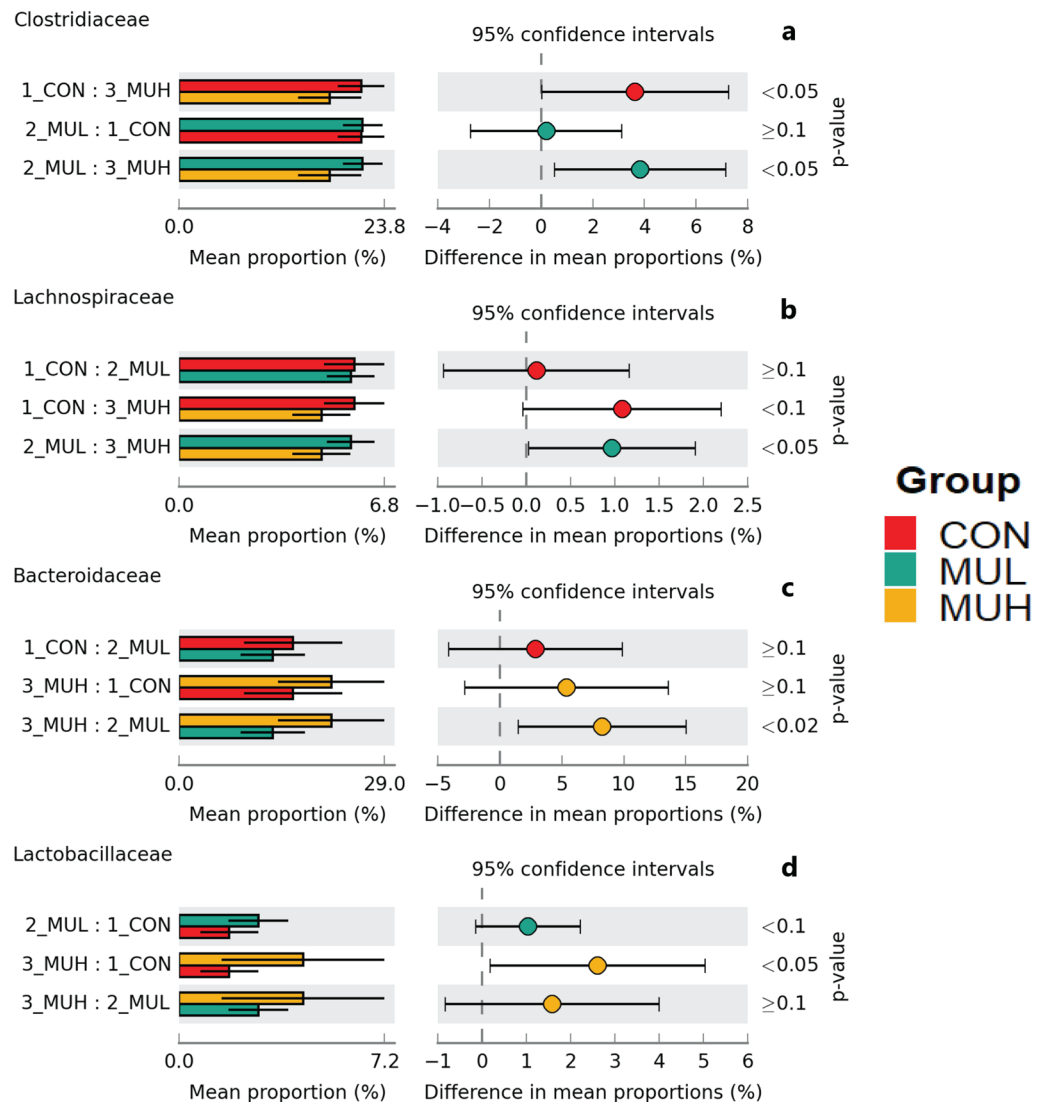 Clostridiaceae
95% confidence intervals
a
1_CON : 3_MUH
<0.05
2_MUL : 1_CON
≥0.1
2_MUL : 3_MUH
<0.05
p-value
0.0 23.8
−4 −2 0 2 4 6 8
Mean proportion (%)
Difference in mean proportions (%)
Lachnospiraceae
95% confidence intervals
b
1_CON : 2_MUL
≥0.1
1_CON : 3_MUH
<0.1
2_MUL : 3_MUH
<0.05
p-value
0.0 6.8
−1.0 −0.5 0.0 0.5 1.0 1.5 2.0 2.5
Mean proportion (%)
Difference in mean proportions (%)
Group
CON
MUL
MUH
Bacteroidaceae
95% confidence intervals
c
1_CON : 2_MUL
≥0.1
3_MUH : 1_CON
≥0.1
3_MUH : 2_MUL
<0.02
p-value
0.0 29.0
−5 0 5 10 15 20
Mean proportion (%)
Difference in mean proportions (%)
Lactobacillaceae
95% confidence intervals
d
2_MUL : 1_CON
<0.1
3_MUH : 1_CON
<0.05
3_MUH : 2_MUL
≥0.1
p-value
0.0 7.2
−1 0 1 2 3 4 5 6
Mean proportion (%)
Difference in mean proportions (%)